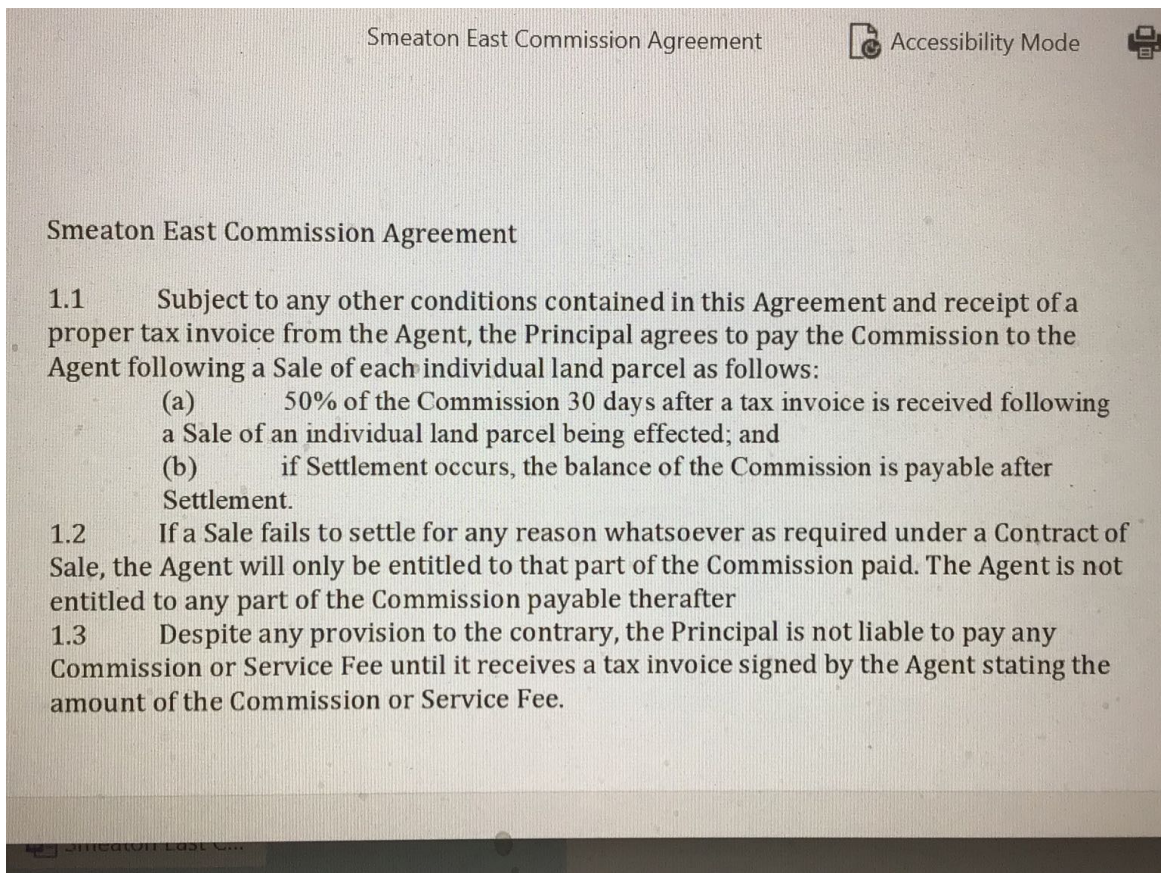 Smeaton East Commission Agreement Accessibility Mode
Smeaton East Commission Agreement
1.1 Subject to any other conditions contained in this Agreement and receipt of a
proper tax invoice from the Agent, the Principal agrees to pay the Commission to the
Agent following a Sale of each individual land parcel as follows:
(a) 50% of the Commission 30 days after a tax invoice is received following
a Sale of an individual land parcel being effected; and
(b) if Settlement occurs, the balance of the Commission is payable after
Settlement.
1.2 If a Sale fails to settle for any reason whatsoever as required under a Contract of
Sale, the Agent will only be entitled to that part of the Commission paid. The Agent is not
entitled to any part of the Commission payable therafter
1.3 Despite any provision to the contrary, the Principal is not liable to pay any
Commission or Service Fee until it receives a tax invoice signed by the Agent stating the
amount of the Commission or Service Fee.
Smeaton East C...